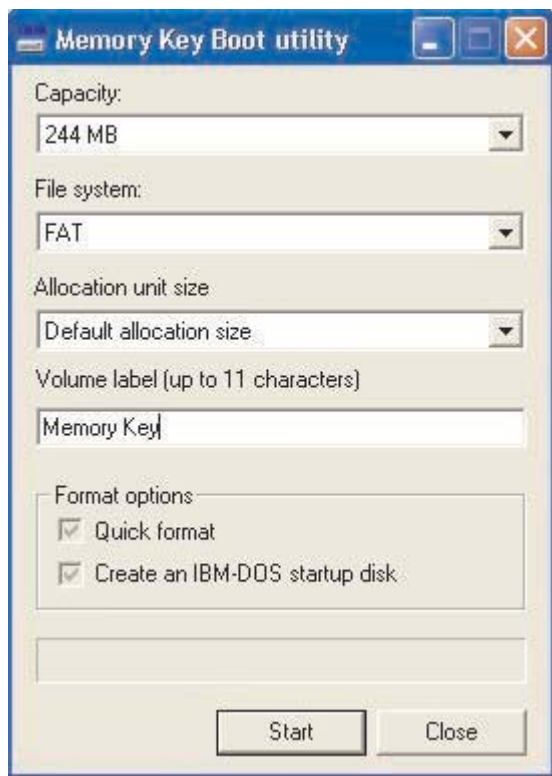 Memory Key Boot utility
Capacity:
244 MB
File system:
FAT
Allocation unit size
Default allocation size
Volume label (up to 11 characters)
Memory Key
Format options
Quick format
Create an IBM-DOS startup disk
Start Close